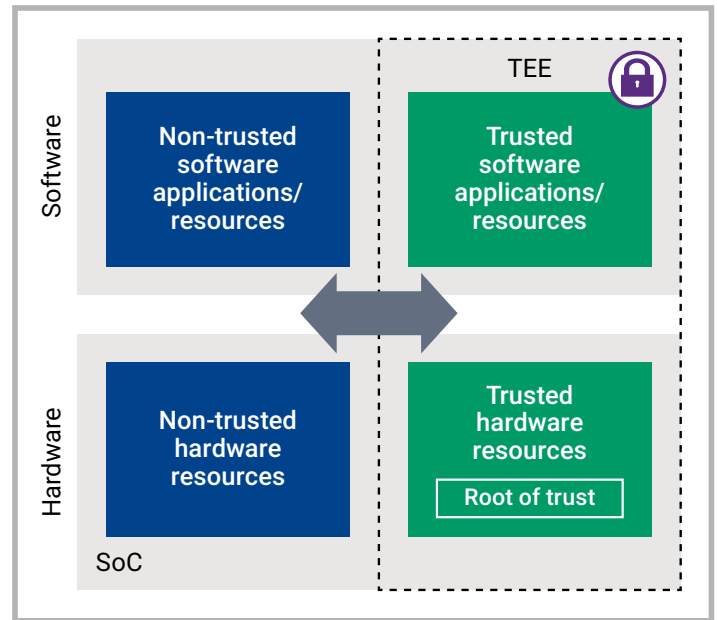 TEE
Software
Non-trusted
software
applications/
resources
Trusted
software
applications/
resources
Hardware
Non-trusted
hardware
resources
Trusted
hardware
resources
Root of trust
SoC